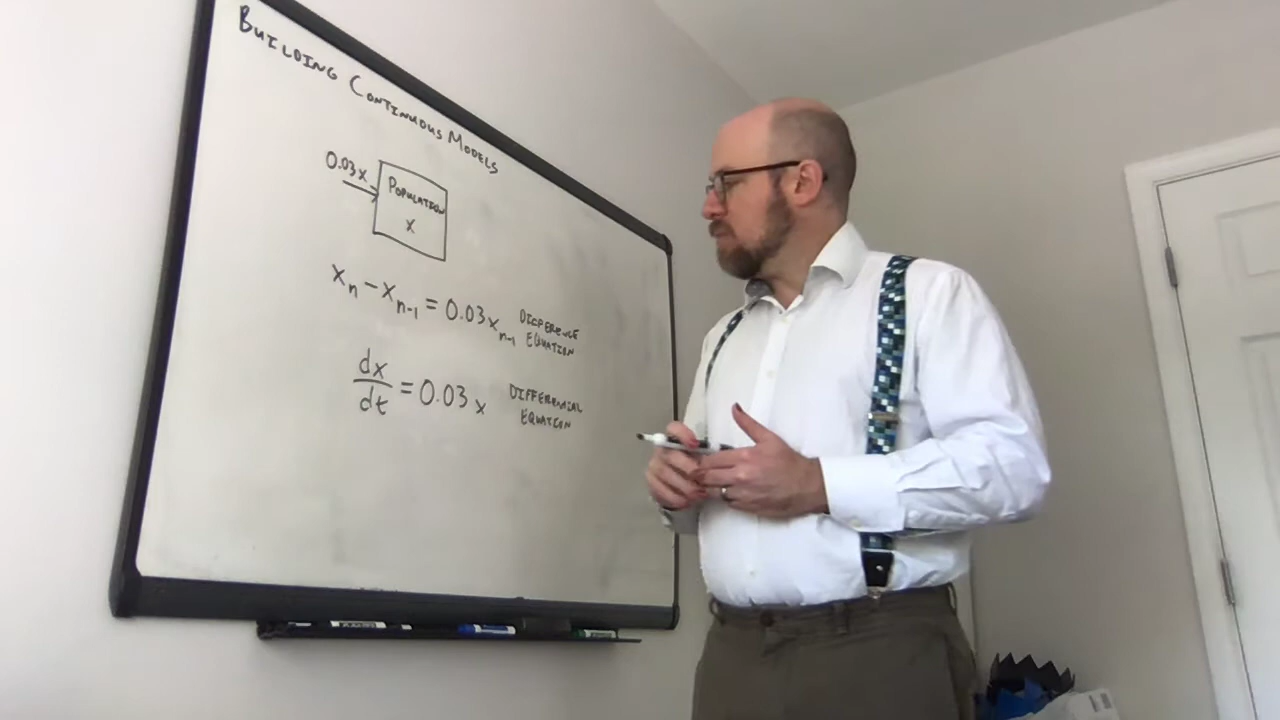 BUILDING CONTINUOUS MODELS
0.03x
POPULATION
x
xₙ - xₙ₋₁ = 0.03xₙ₋₁
DIFFERENCE
EQUATION
dx/dt = 0.03x
DIFFERENTIAL
EQUATION